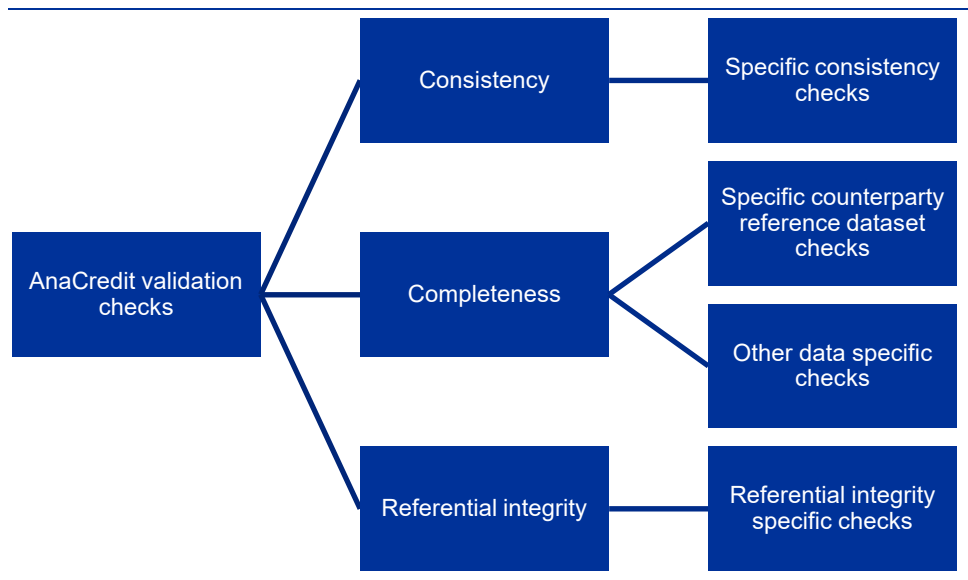 AnaCredit validation
checks
Consistency
Specific consistency
checks
Completeness
Specific counterparty
reference dataset
checks
Other data specific
checks
Referential integrity
Referential integrity
specific checks